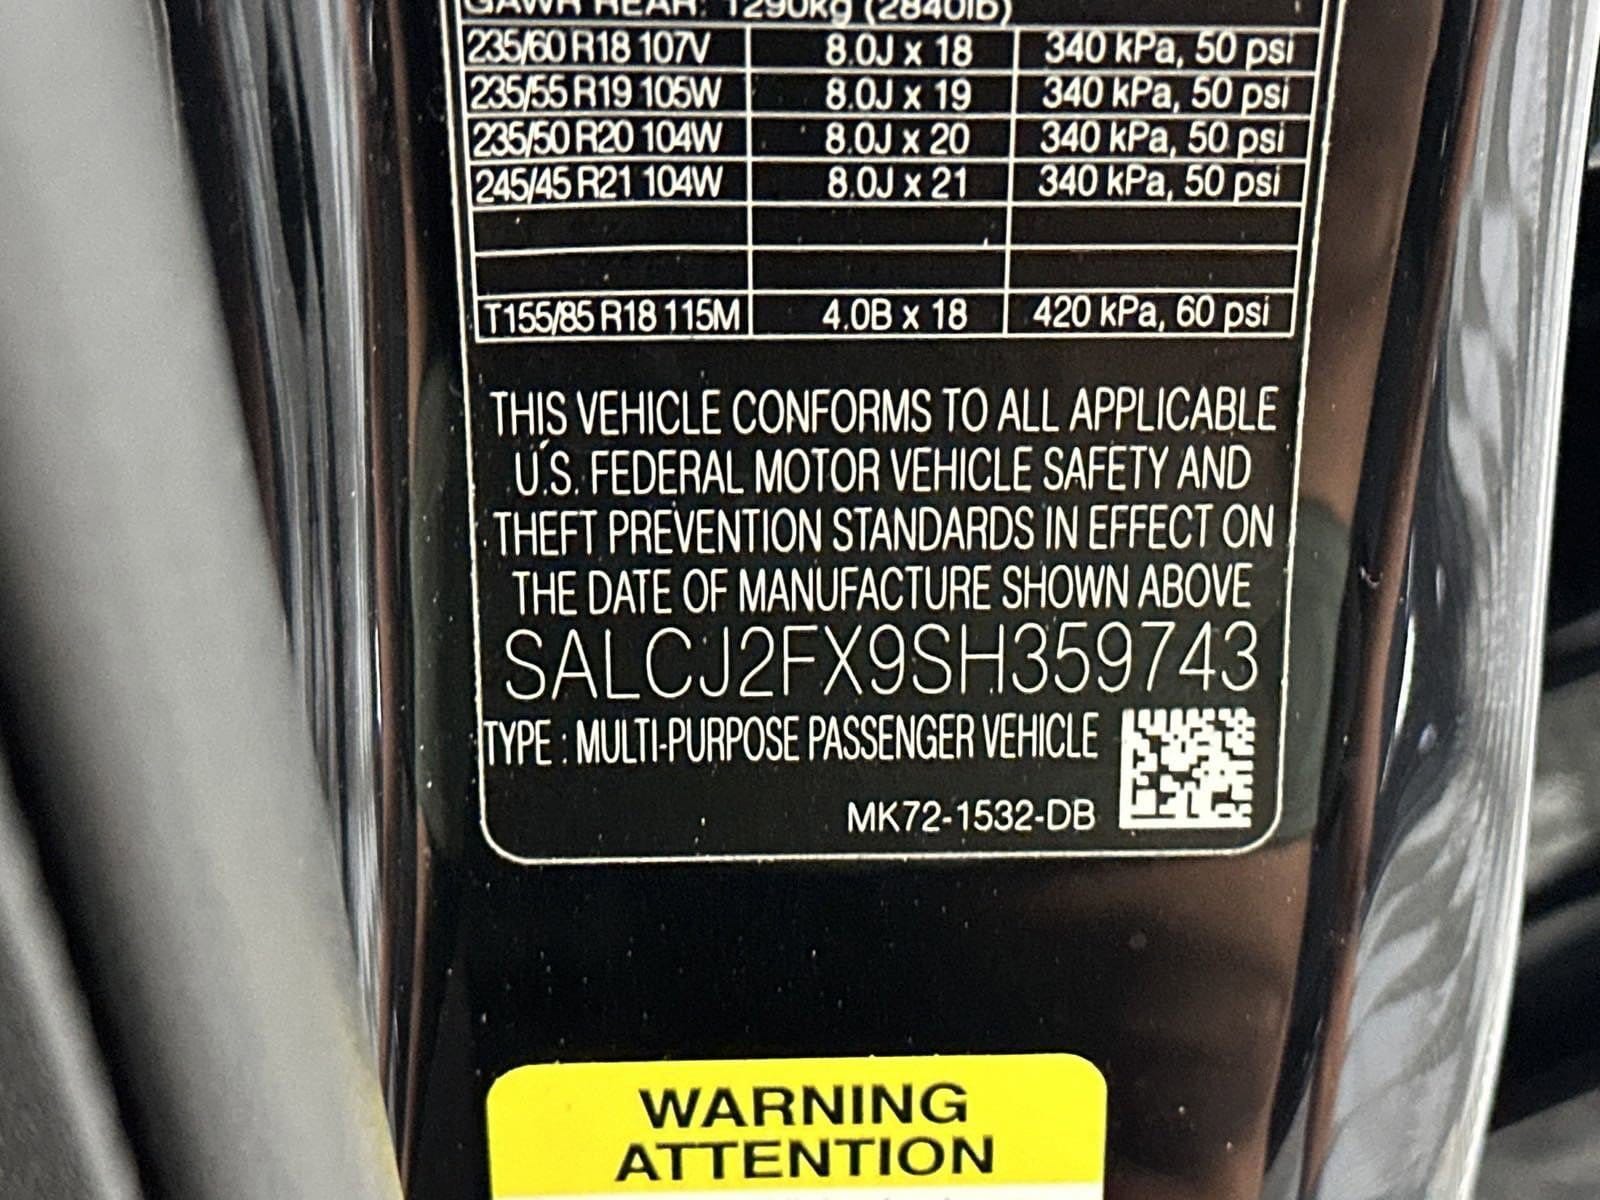 GAWR REAR: 1290kg (2840lb)
235/60 R18 107V 8.0J x 18 340 kPa, 50 psi
235/55 R19 105W 8.0J x 19 340 kPa, 50 psi
235/50 R20 104W 8.0J x 20 340 kPa, 50 psi
245/45 R21 104W 8.0J x 21 340 kPa, 50 psi
T155/85 R18 115M 4.0B x 18 420 kPa, 60 psi
THIS VEHICLE CONFORMS TO ALL APPLICABLE
U.S. FEDERAL MOTOR VEHICLE SAFETY AND
THEFT PREVENTION STANDARDS IN EFFECT ON
THE DATE OF MANUFACTURE SHOWN ABOVE
SALCJ2FX9SH359743
TYPE : MULTI-PURPOSE PASSENGER VEHICLE
MK72-1532-DB
WARNING
ATTENTION